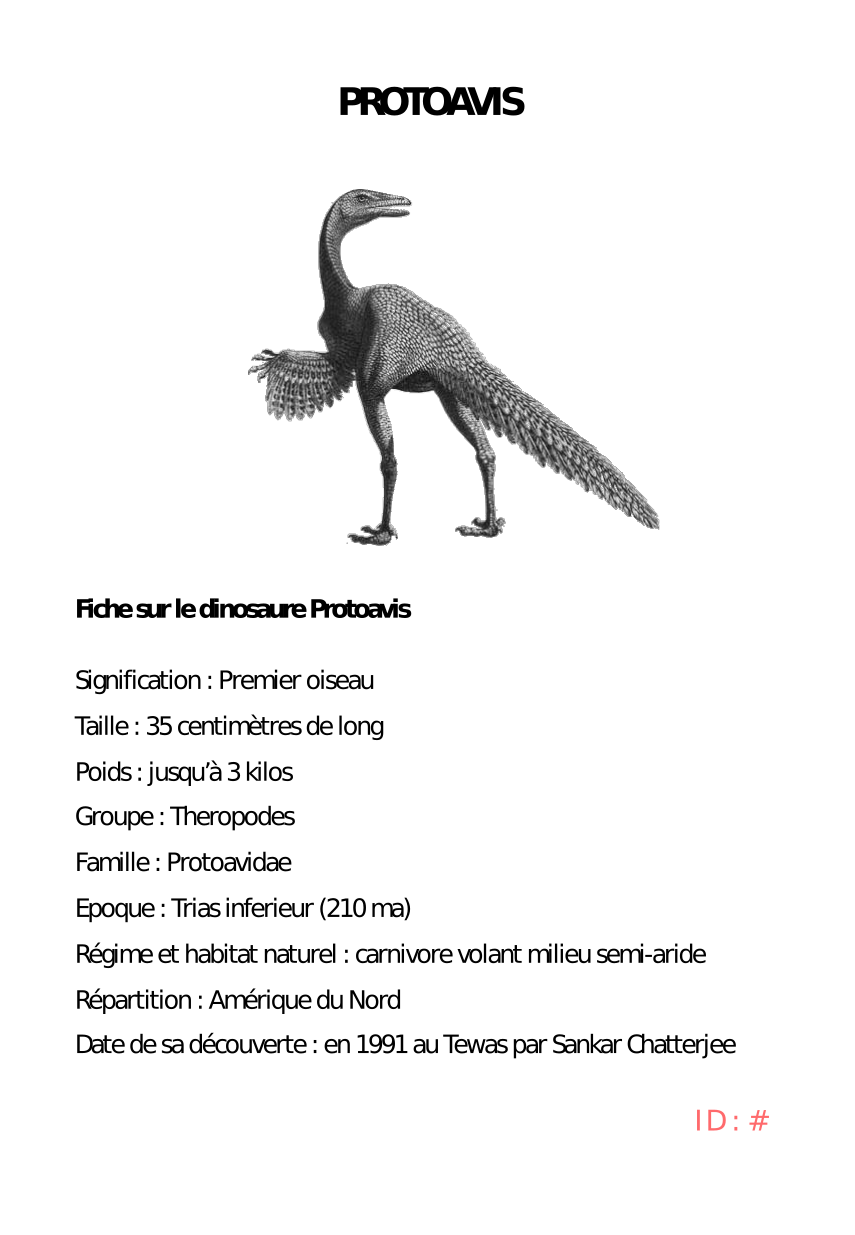 PROTOAVIS
Fiche sur le dinosaure Protoavis
Signification : Premier oiseau
Taille : 35 centimètres de long
Poids : jusqu’à 3 kilos
Groupe : Theropodes
Famille : Protoavidae
Epoque : Trias inferieur (210 ma)
Régime et habitat naturel : carnivore volant milieu semi-aride
Répartition : Amérique du Nord
Date de sa découverte : en 1991 au Tewas par Sankar Chatterjee
ID : #